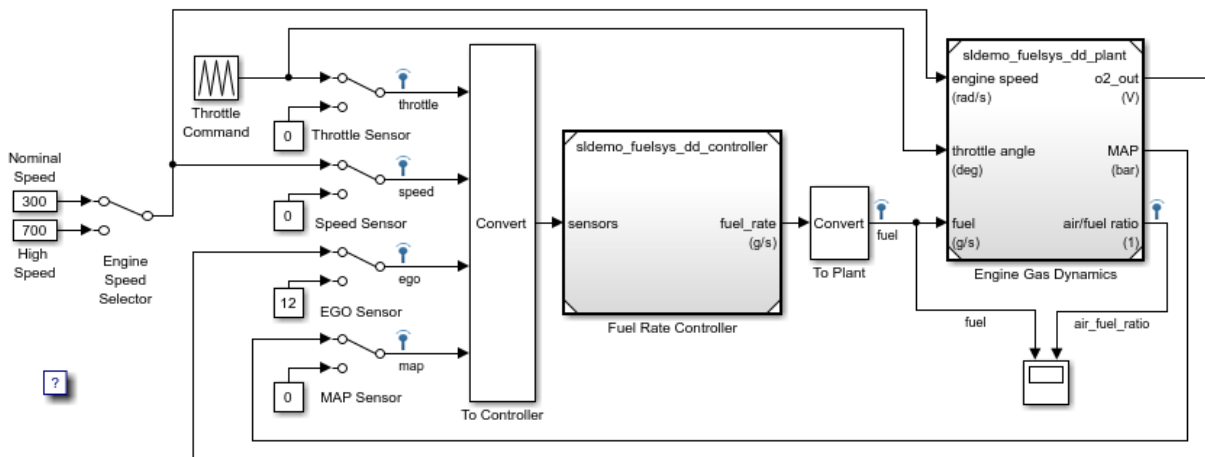 Throttle
Command
throttle
0
Throttle Sensor
Nominal
Speed
300
700
High
Speed
Engine
Speed
Selector
speed
0
Speed Sensor
ego
12
EGO Sensor
map
0
MAP Sensor
?
Convert
To Controller
sldemo_fuelsys_dd_controller
sensors
fuel_rate
(g/s)
Fuel Rate Controller
Convert
To Plant
fuel
sldemo_fuelsys_dd_plant
engine speed
(rad/s)
o2_out
(V)
throttle angle
(deg)
MAP
(bar)
fuel
(g/s)
air/fuel ratio
(1)
Engine Gas Dynamics
fuel
air_fuel_ratio